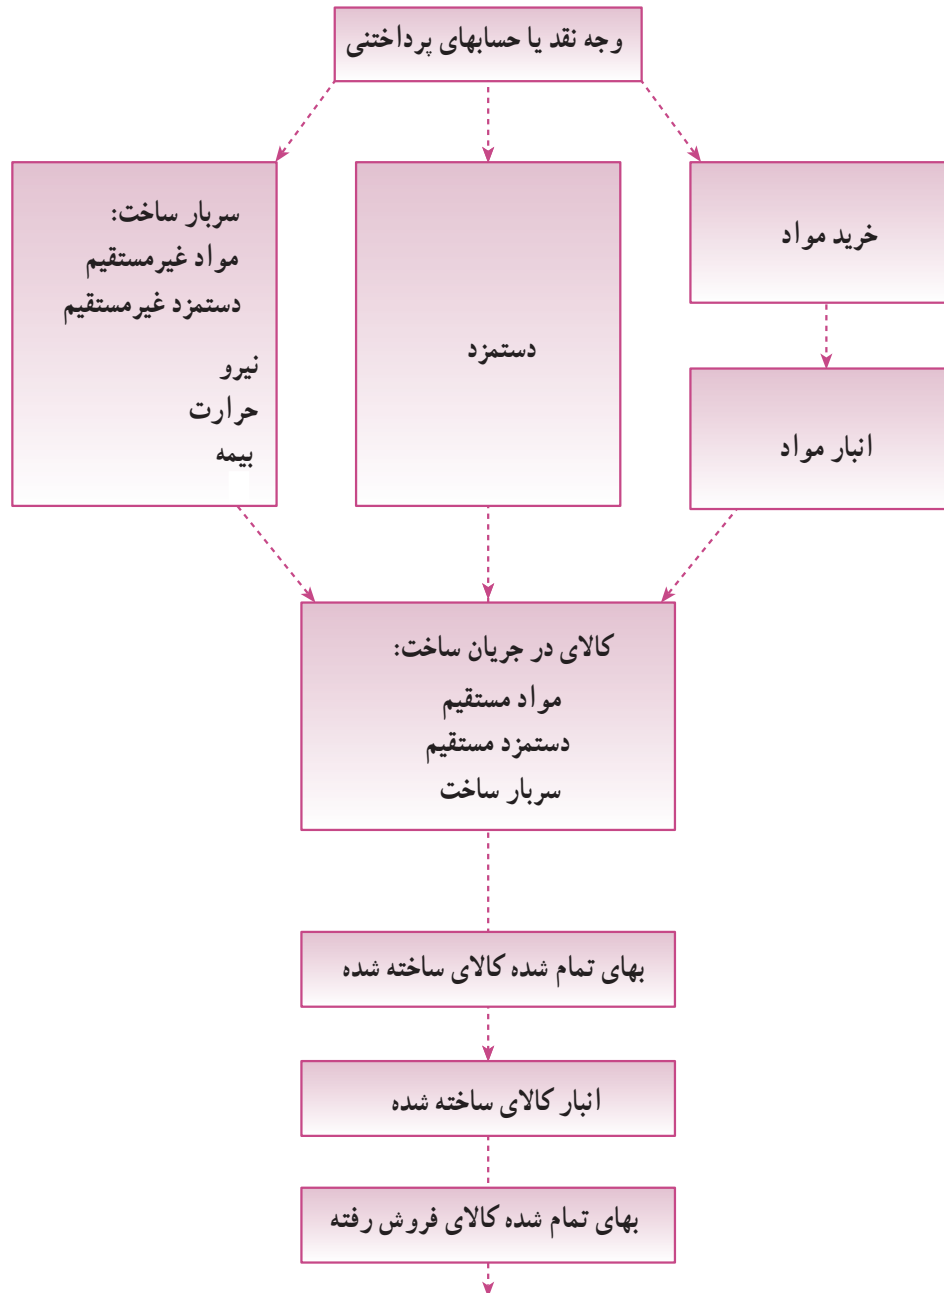 وجه نقد یا حسابهای پرداختنی
خرید مواد
انبار مواد
دستمزد
سربار ساخت:
مواد غیرمستقیم
دستمزد غیرمستقیم
نیرو
حرارت
بیمه
کالای در جریان ساخت:
مواد مستقیم
دستمزد مستقیم
سربار ساخت
بهای تمام شده کالای ساخته شده
انبار کالای ساخته شده
بهای تمام شده کالای فروش رفته